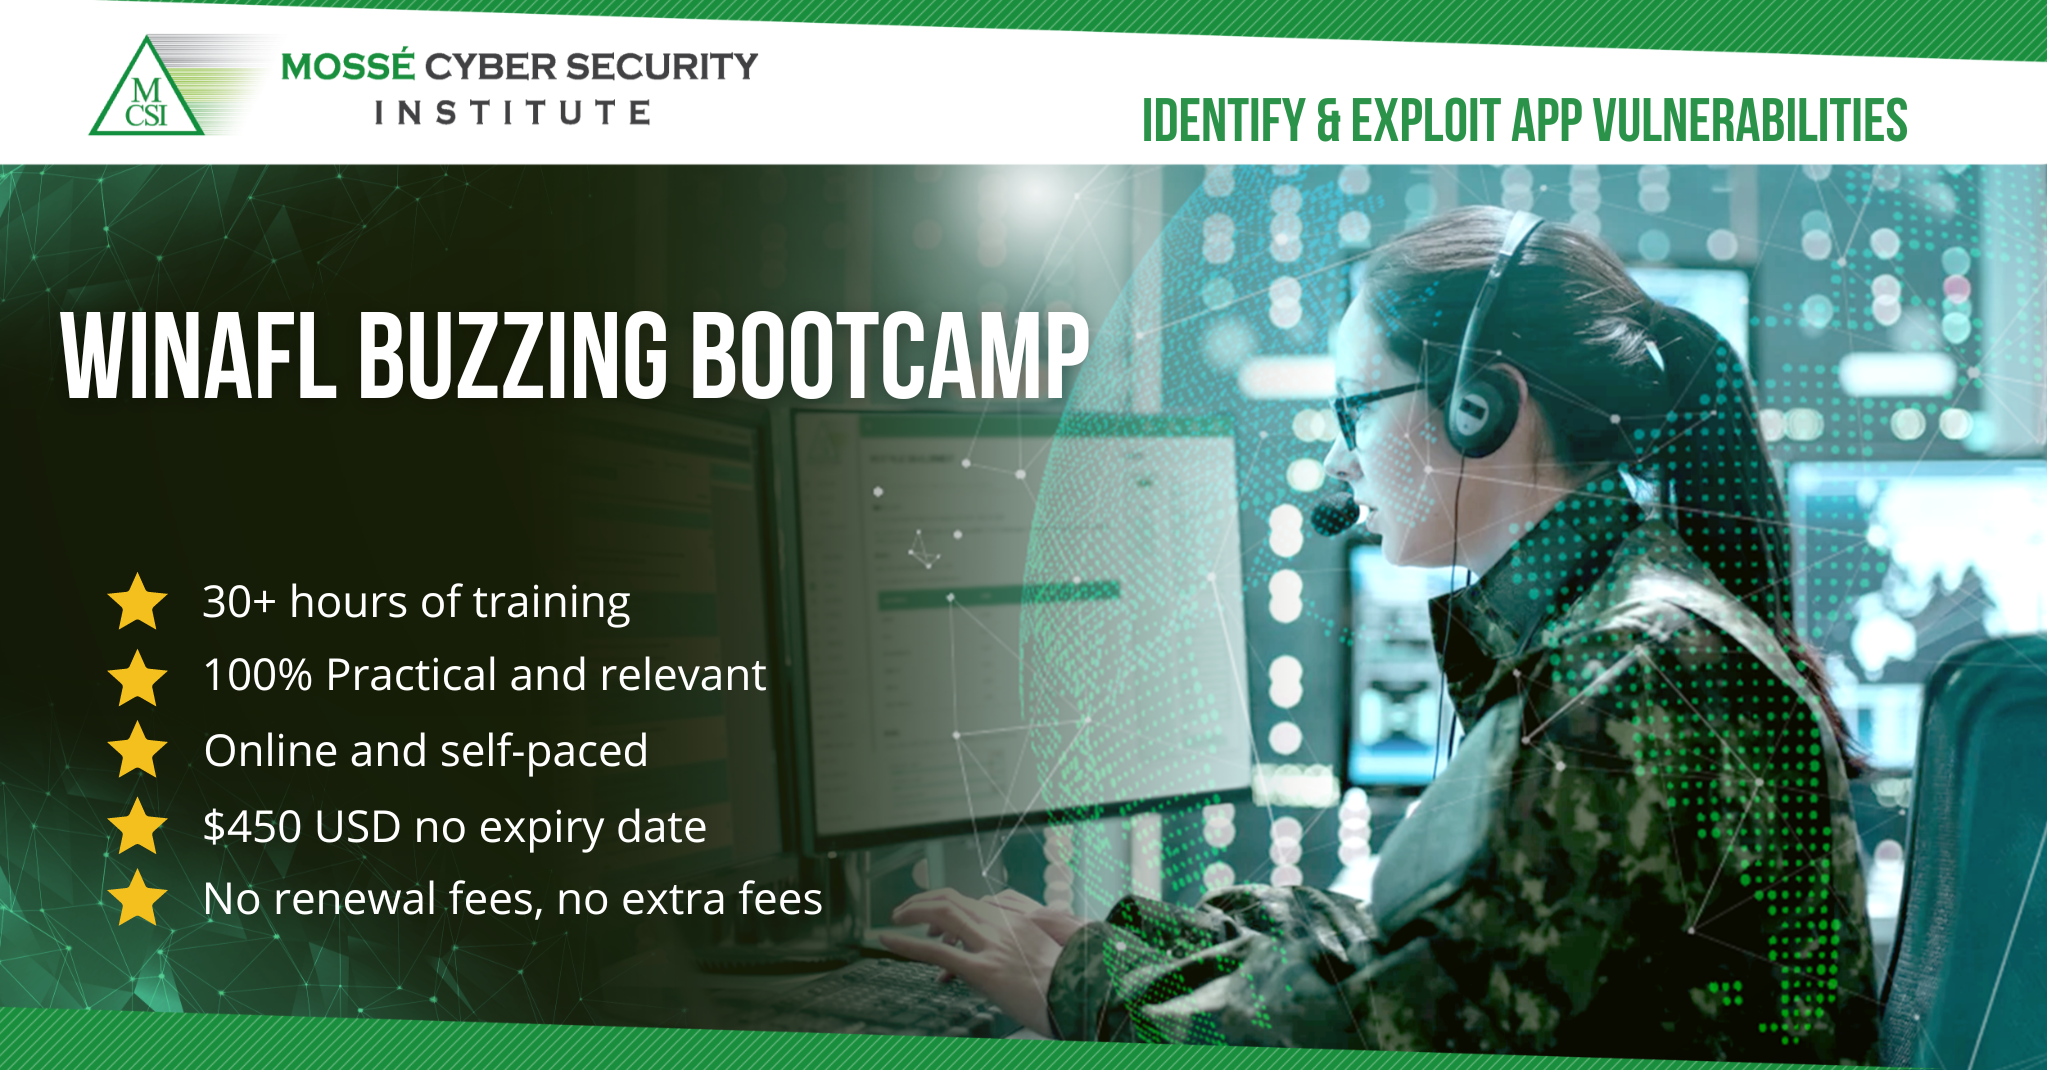 M
CSI
MOSSÉ CYBER SECURITY
INSTITUTE
IDENTIFY & EXPLOIT APP VULNERABILITIES
WINAFL BUZZING BOOTCAMP
30+ hours of training
100% Practical and relevant
Online and self-paced
$450 USD no expiry date
No renewal fees, no extra fees